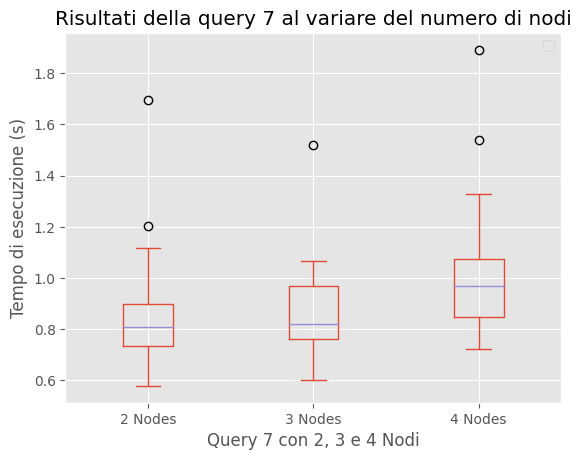 Risultati della query 7 al variare del numero di nodi
Tempo di esecuzione (s)
1.8
1.6
1.4
1.2
1.0
0.8
0.6
2 Nodes
3 Nodes
4 Nodes
Query 7 con 2, 3 e 4 Nodi